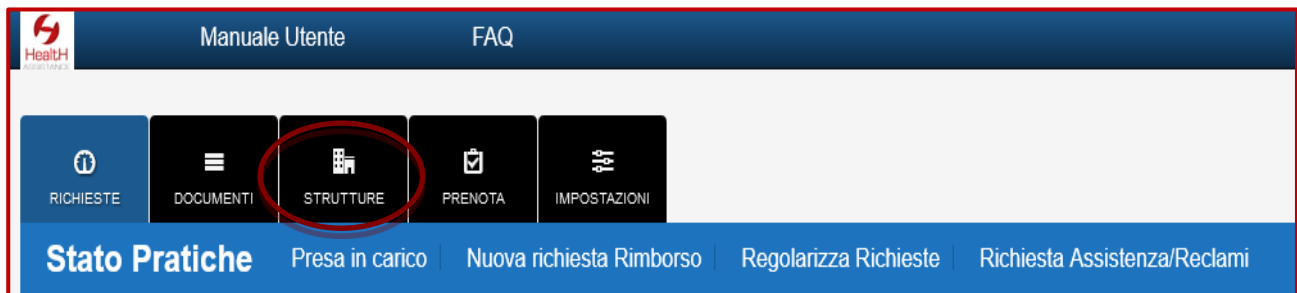 HealtH
ASSISTANCE
Manuale Utente FAQ
RICHIESTE DOCUMENTI STRUTTURE PRENOTA IMPOSTAZIONI
Stato Pratiche Presa in carico Nuova richiesta Rimborso Regolarizza Richieste Richiesta Assistenza/Reclami